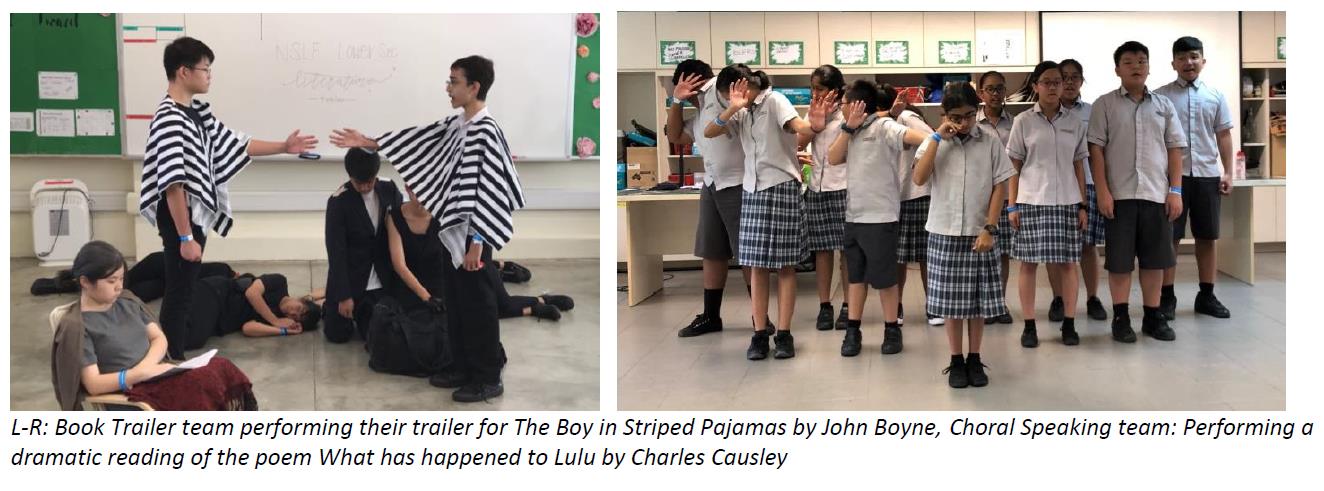 NSLF Lower Sec
literature
trailer
L-R: Book Trailer team performing their trailer for The Boy in Striped Pajamas by John Boyne, Choral Speaking team: Performing a
dramatic reading of the poem What has happened to Lulu by Charles Causley